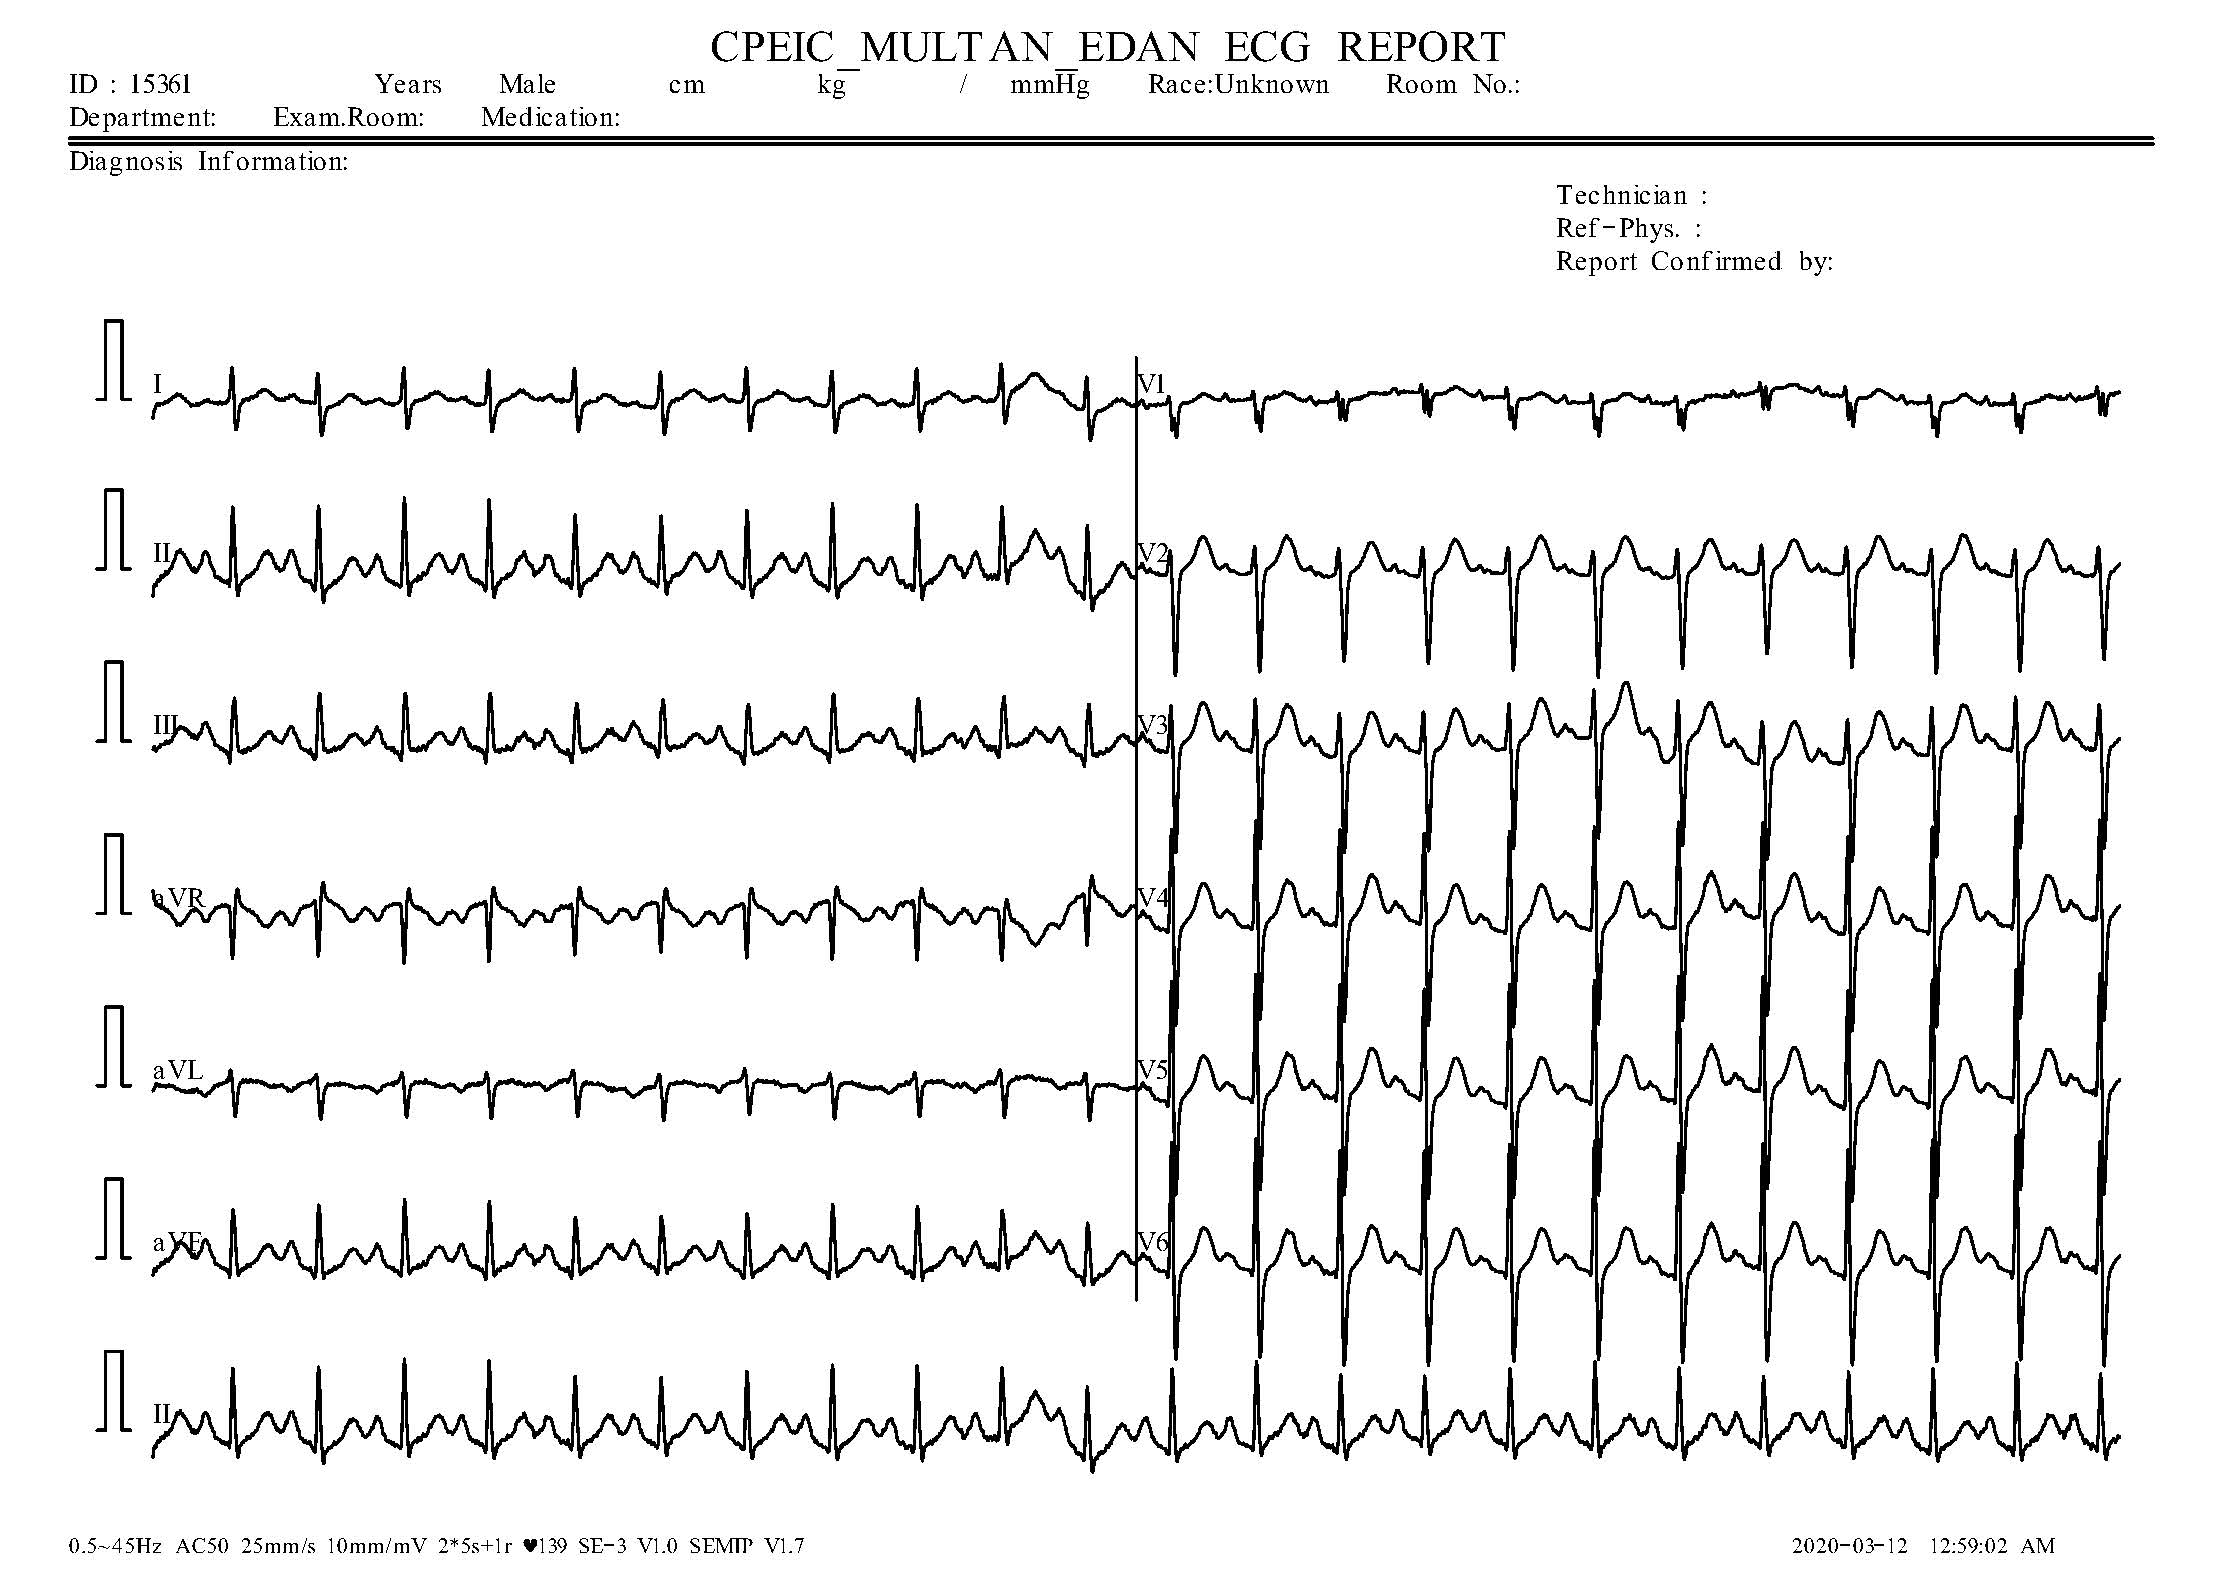 CPEIC_MULTAN_EDAN ECG REPORT
ID : 15361 Years Male cm kg / mmHg Race:Unknown Room No.:
Department: Exam.Room: Medication:
Diagnosis Information:
Technician :
Ref-Phys. :
Report Confirmed by:
I V1
II V2
III V3
aVR V4
aVL V5
aVF V6
II
0.5~45Hz AC50 25mm/s 10mm/mV 2*5s+1r ♥139 SE-3 V1.0 SEMIP V1.7 2020-03-12 12:59:02 AM